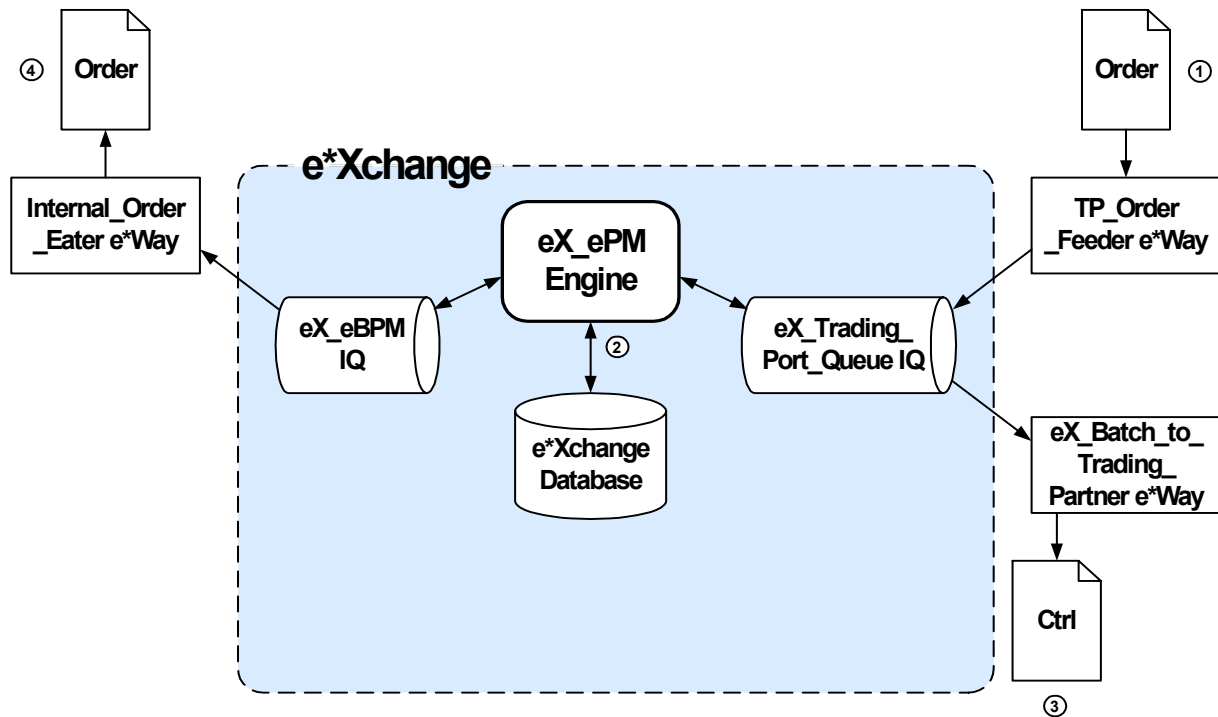 ④
Order
Order
①
e*Xchange
Internal_Order
_Eater e*Way
eX_ePM
Engine
TP_Order
_Feeder e*Way
eX_eBPM
IQ
②
eX_Trading_
Port_Queue IQ
e*Xchange
Database
eX_Batch_to_
Trading_
Partner e*Way
Ctrl
③